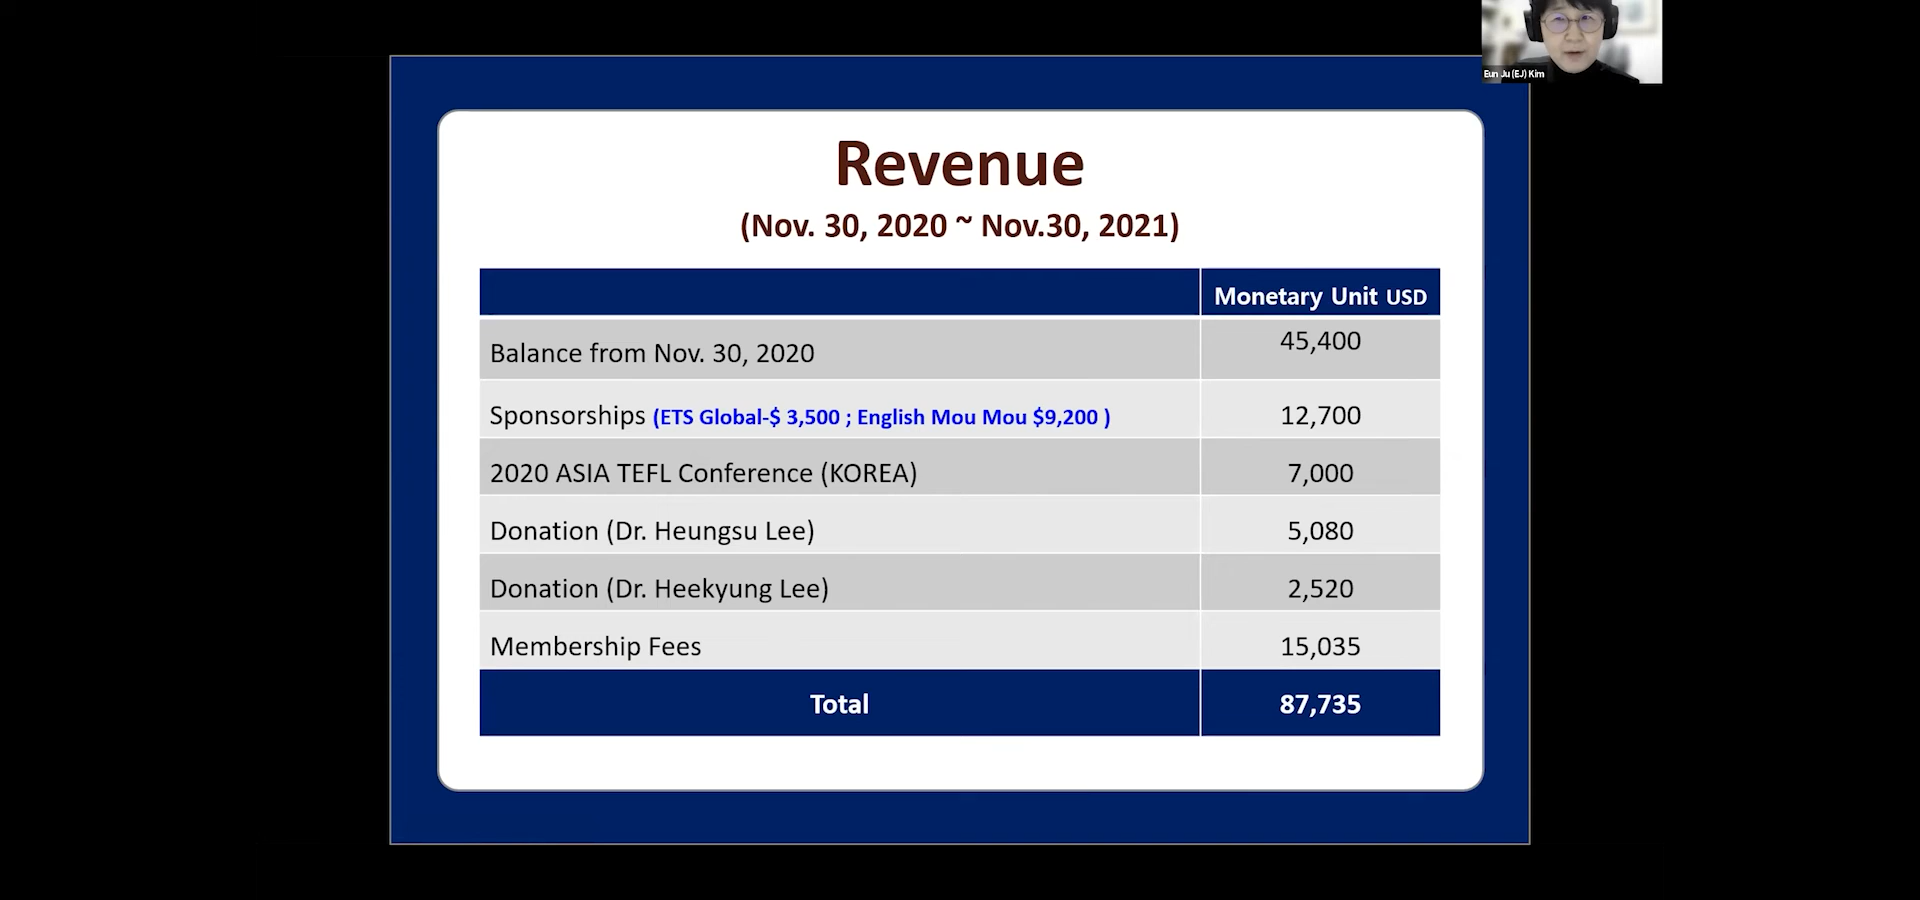 Eun Ju (EJ) Kim
Revenue
(Nov. 30, 2020 ~ Nov.30, 2021)
Monetary Unit USD
Balance from Nov. 30, 2020 45,400
Sponsorships (ETS Global-$ 3,500 ; English Mou Mou $9,200 ) 12,700
2020 ASIA TEFL Conference (KOREA) 7,000
Donation (Dr. Heungsu Lee) 5,080
Donation (Dr. Heekyung Lee) 2,520
Membership Fees 15,035
Total 87,735